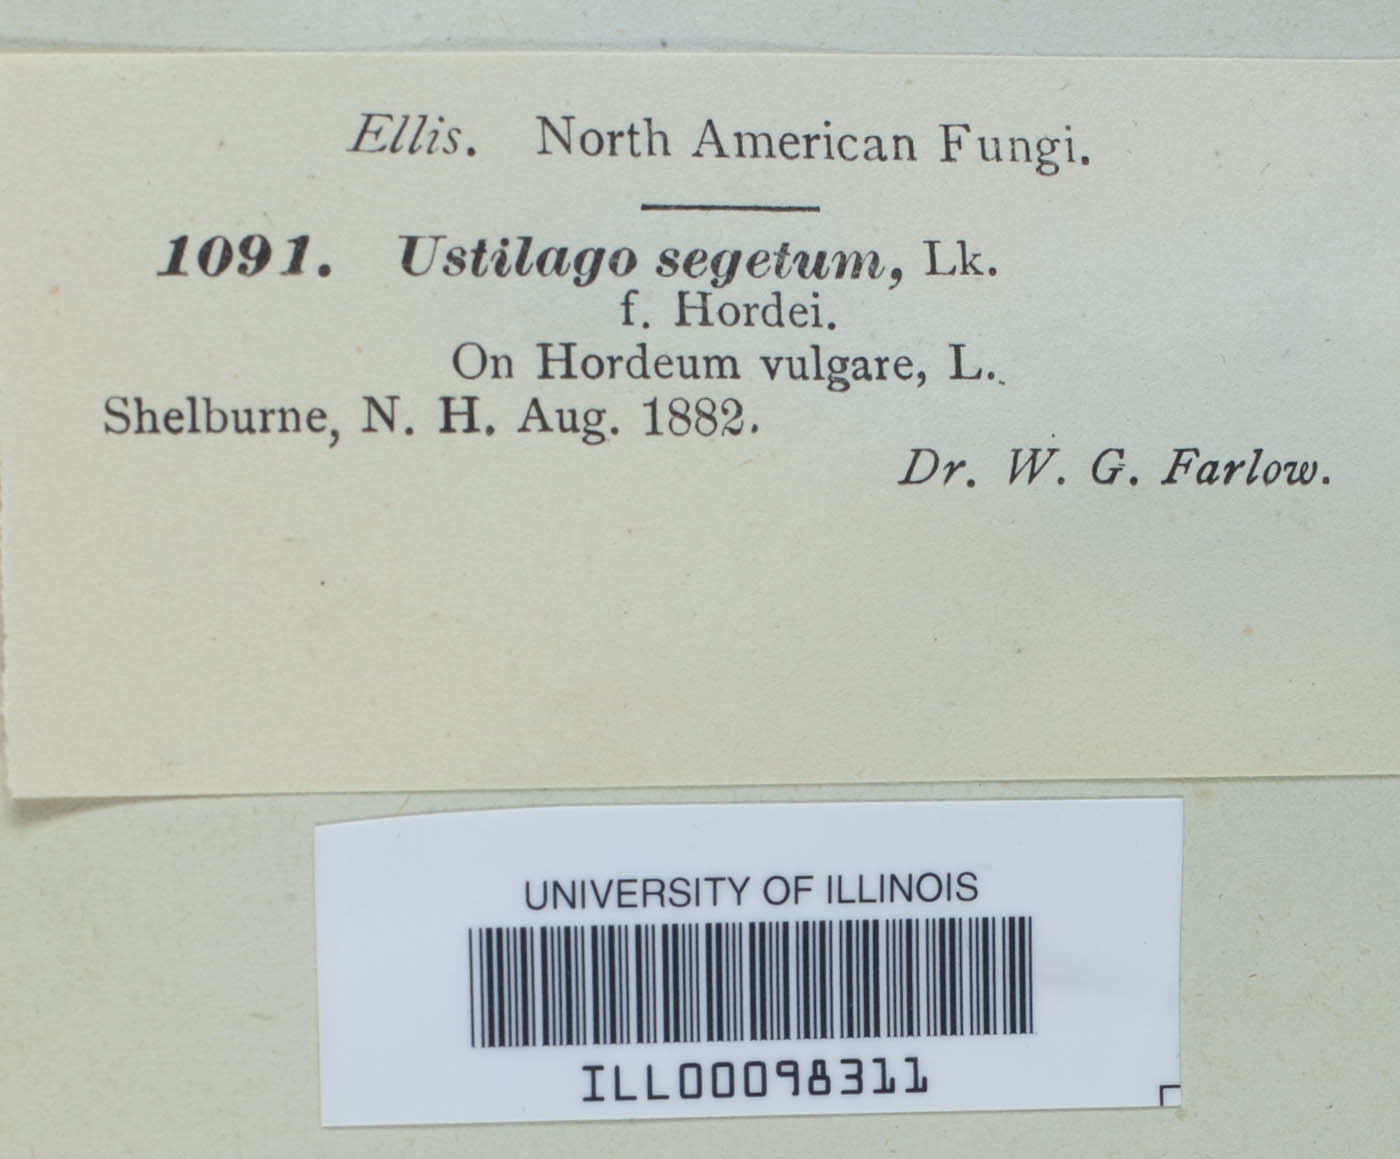 Ellis. North American Fungi.
1091. Ustilago segetum, Lk.
f. Hordei.
On Hordeum vulgare, L.
Shelburne, N. H. Aug. 1882.
Dr. W. G. Farlow.
UNIVERSITY OF ILLINOIS
ILL00098311